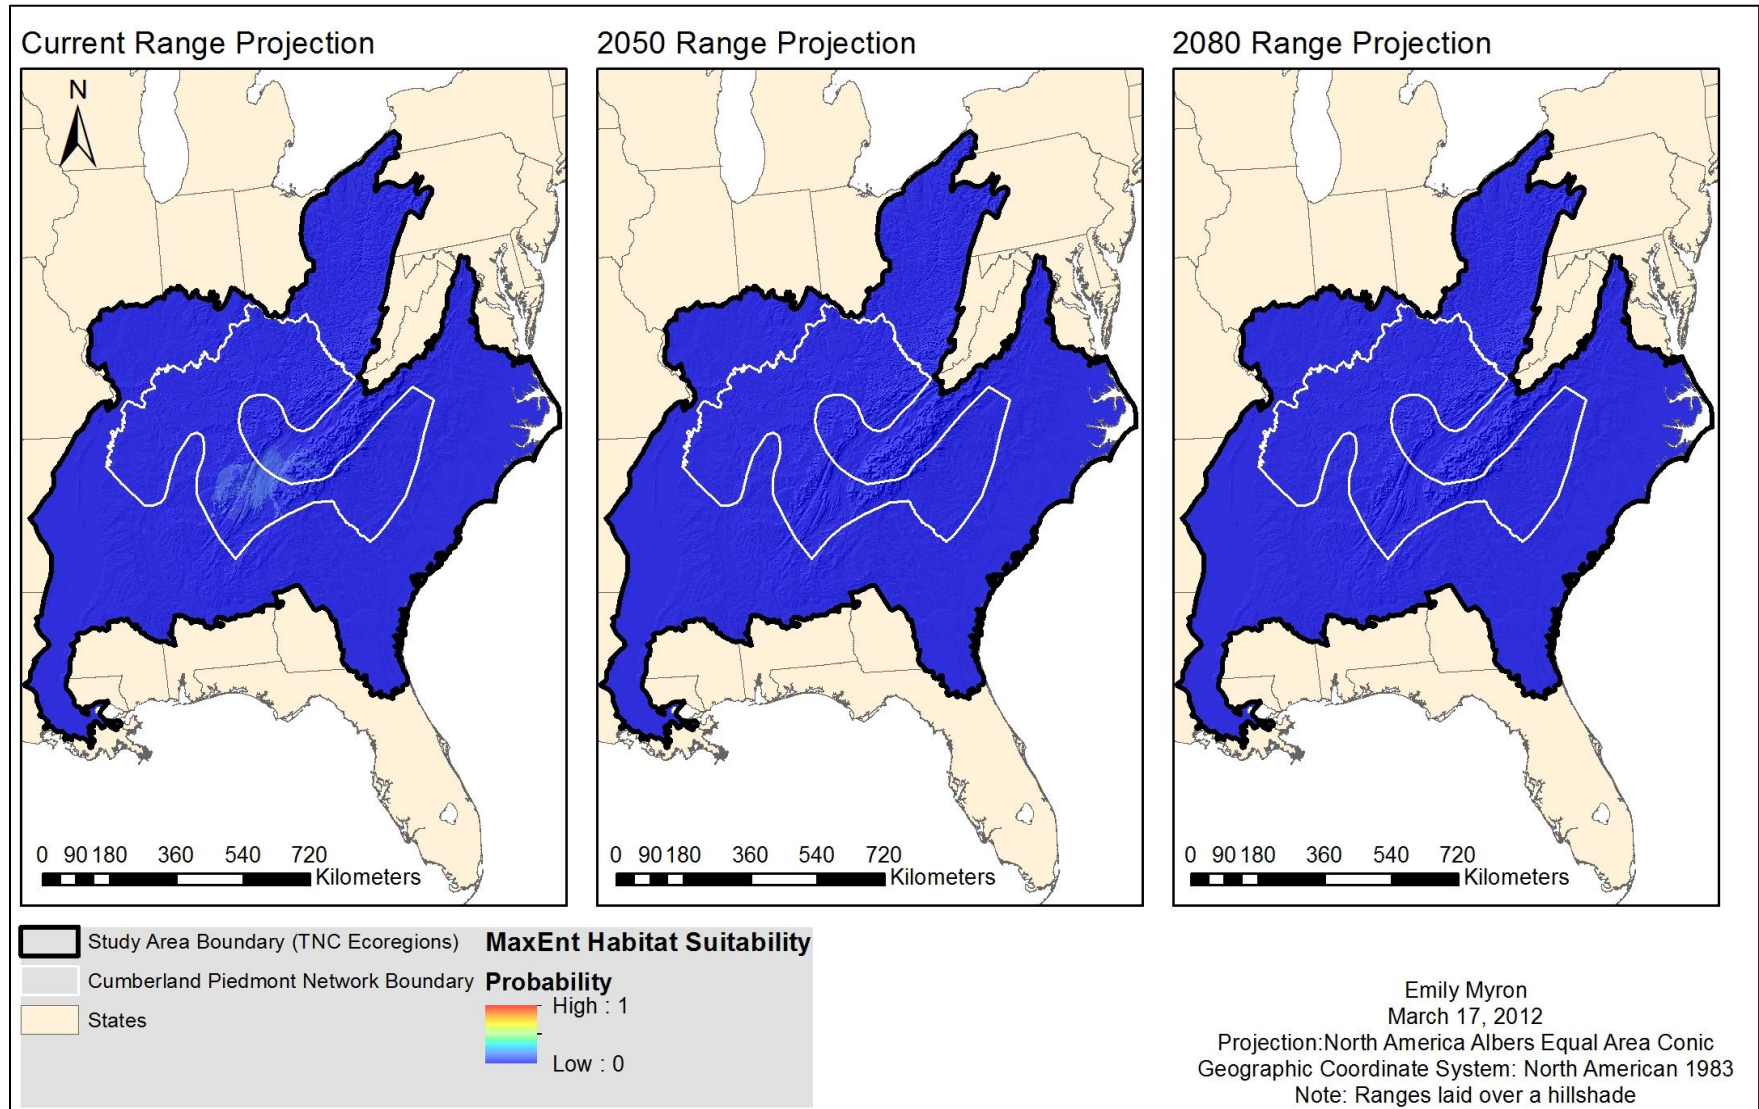 Current Range Projection
2050 Range Projection
2080 Range Projection
N
0 90 180 360 540 720 Kilometers
0 90 180 360 540 720 Kilometers
0 90 180 360 540 720 Kilometers
Study Area Boundary (TNC Ecoregions)
Cumberland Piedmont Network Boundary
States
MaxEnt Habitat Suitability
Probability
High : 1
Low : 0
Emily Myron
March 17, 2012
Projection:North America Albers Equal Area Conic
Geographic Coordinate System: North American 1983
Note: Ranges laid over a hillshade